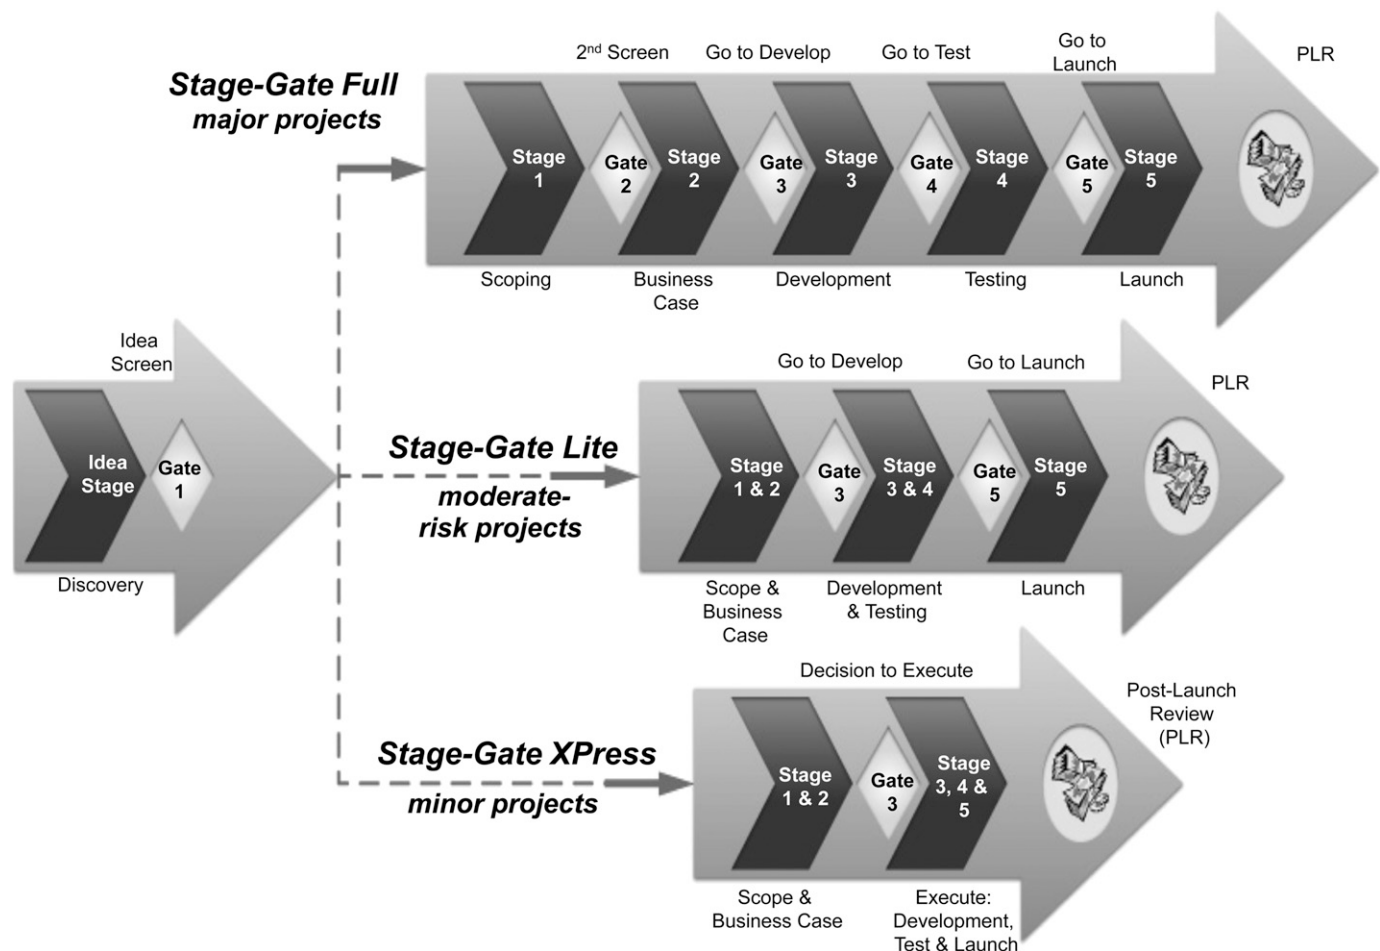 Idea
Screen
Idea
Stage
Gate
1
Discovery
Stage-Gate Full
major projects
2nd Screen
Go to Develop
Go to Test
Go to
Launch
PLR
Stage
1
Gate
2
Stage
2
Gate
3
Stage
3
Gate
4
Stage
4
Gate
5
Stage
5
Scoping
Business
Case
Development
Testing
Launch
Stage-Gate Lite
moderate-
risk projects
Go to Develop
Go to Launch
PLR
Stage
1 & 2
Gate
3
Stage
3 & 4
Gate
5
Stage
5
Scope &
Business
Case
Development
& Testing
Launch
Stage-Gate XPress
minor projects
Decision to Execute
Post-Launch
Review
(PLR)
Stage
1 & 2
Gate
3
Stage
3, 4 &
5
Scope &
Business Case
Execute:
Development,
Test & Launch